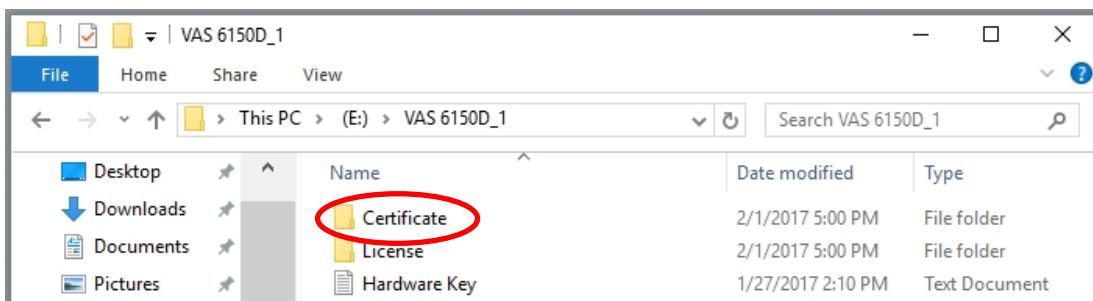 VAS 6150D_1
File Home Share View
This PC > (E:) > VAS 6150D_1 Search VAS 6150D_1
Desktop Name Date modified Type
Downloads Certificate 2/1/2017 5:00 PM File folder
Documents License 2/1/2017 5:00 PM File folder
Pictures Hardware Key 1/27/2017 2:10 PM Text Document